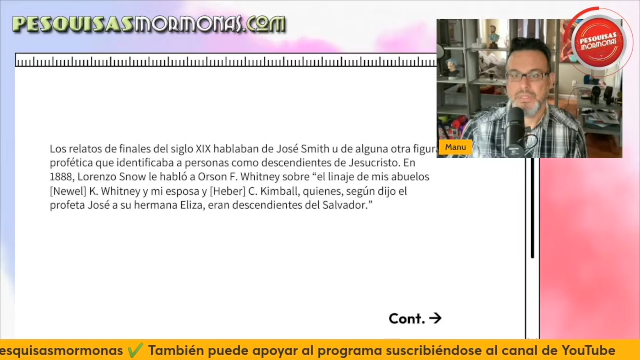 PESQUISASMORMONAS.COM
PESQUISAS
MORMONAS
Los relatos de finales del siglo XIX hablaban de José Smith u de alguna otra
profética que identificaba a personas como descendientes de Jesucristo. En
1888, Lorenzo Snow le habló a Orson F. Whitney sobre “el linaje de mis abuelos
[Newel] K. Whitney y mi esposa y [Heber] C. Kimball, quienes, según dijo el
profeta José a su hermana Eliza, eran descendientes del Salvador.”
Manu
Cont. →
esquisasmormonas ✔ También puede apoyar al programa suscribiéndose al canal de YouTube